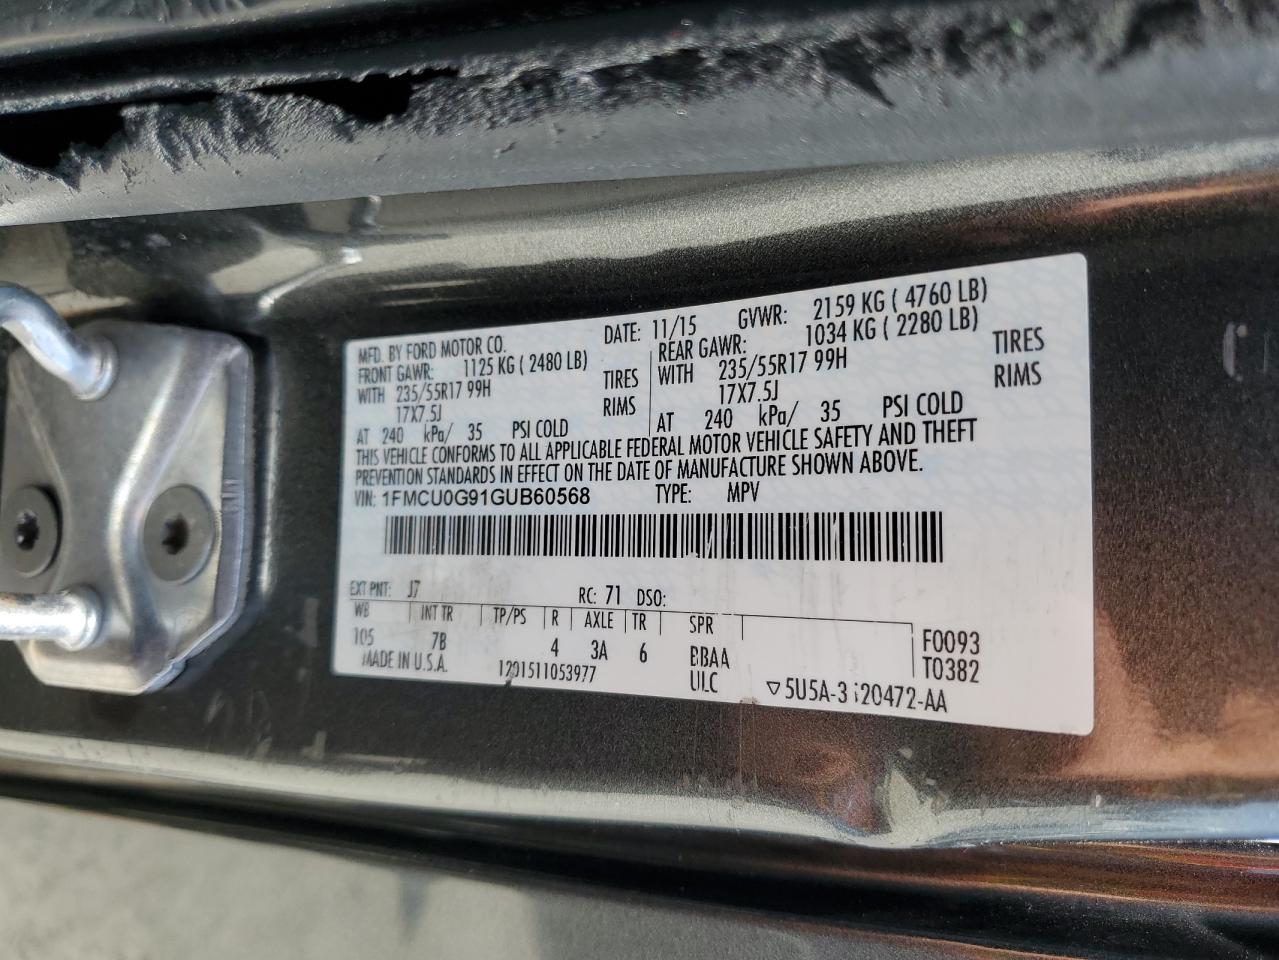 MFD. BY FORD MOTOR CO. DATE: 11/15 GVWR: 2159 KG ( 4760 LB)
FRONT GAWR: 1125 KG ( 2480 LB) REAR GAWR: 1034 KG ( 2280 LB)
WITH 235/55R17 99H TIRES WITH 235/55R17 99H TIRES
17X7.5J RIMS 17X7.5J RIMS
AT 240 kPa/ 35 PSI COLD AT 240 kPa/ 35 PSI COLD
THIS VEHICLE CONFORMS TO ALL APPLICABLE FEDERAL MOTOR VEHICLE SAFETY AND THEFT
PREVENTION STANDARDS IN EFFECT ON THE DATE OF MANUFACTURE SHOWN ABOVE.
VIN: 1FMCU0G91GUB60568 TYPE: MPV
EXT PNT: J7 RC: 71 DSO:
WB INT TR TP/PS R AXLE TR SPR
105 7B 4 3A 6 BBAA F0093
MADE IN U.S.A. 1201511053977 UILC T0382
▽5U5A-3520472-AA